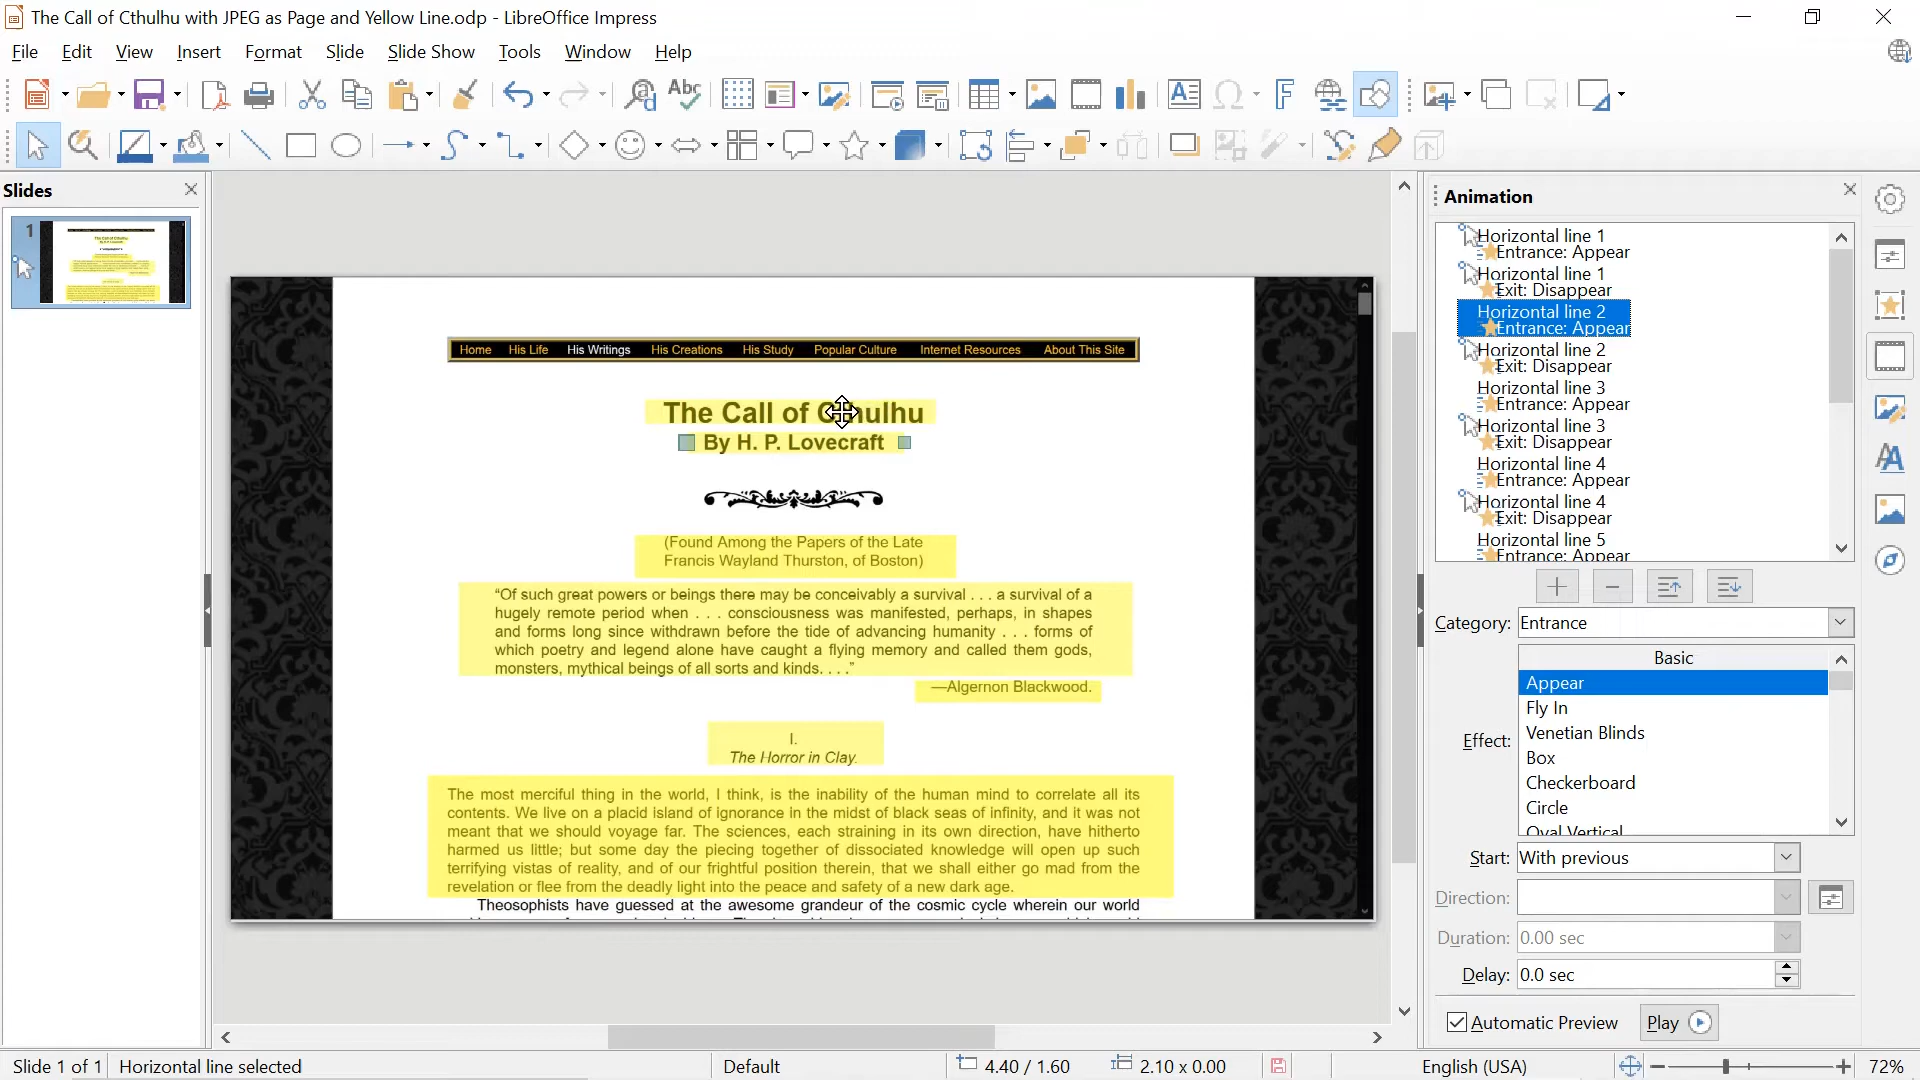 The Call of Cthulhu with JPEG as Page and Yellow Line.odp - LibreOffice Impress
File Edit View Insert Format Slide Slide Show Tools Window Help
Slides
1
Home His Life His Writings His Creations His Study Popular Culture Internet Resources About This Site
The Call of Cthulhu
By H. P. Lovecraft
(Found Among the Papers of the Late
Francis Wayland Thurston, of Boston)
“Of such great powers or beings there may be conceivably a survival . . . a survival of a
hugely remote period when . . . consciousness was manifested, perhaps, in shapes
and forms long since withdrawn before the tide of advancing humanity . . . forms of
which poetry and legend alone have caught a flying memory and called them gods,
monsters, mythical beings of all sorts and kinds. . . .”
—Algernon Blackwood.
I.
The Horror in Clay.
The most merciful thing in the world, I think, is the inability of the human mind to correlate all its
contents. We live on a placid island of ignorance in the midst of black seas of infinity, and it was not
meant that we should voyage far. The sciences, each straining in its own direction, have hitherto
harmed us little; but some day the piecing together of dissociated knowledge will open up such
terrifying vistas of reality, and of our frightful position therein, that we shall either go mad from the
revelation or flee from the deadly light into the peace and safety of a new dark age.
Theosophists have guessed at the awesome grandeur of the cosmic cycle wherein our world
Animation
Horizontal line 1
Entrance: Appear
Horizontal line 1
Exit: Disappear
Horizontal line 2
Entrance: Appear
Horizontal line 2
Exit: Disappear
Horizontal line 3
Entrance: Appear
Horizontal line 3
Exit: Disappear
Horizontal line 4
Entrance: Appear
Horizontal line 4
Exit: Disappear
Horizontal line 5
Entrance: Appear
Category: Entrance
Effect:
Basic
Appear
Fly In
Venetian Blinds
Box
Checkerboard
Circle
Oval Vertical
Start: With previous
Direction:
Duration: 0.00 sec
Delay: 0.0 sec
Automatic Preview Play
Slide 1 of 1 Horizontal line selected Default 4.40 / 1.60 2.10 x 0.00 English (USA) 72%